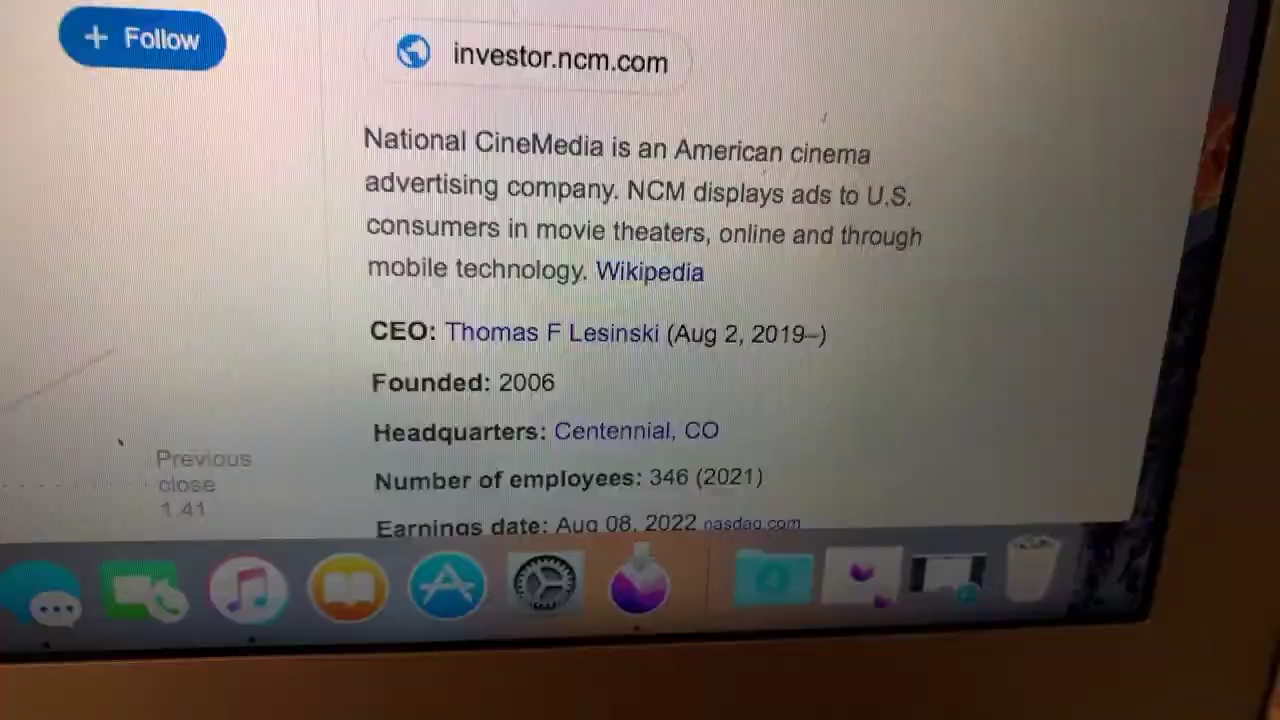 + Follow
investor.ncm.com
National CineMedia is an American cinema
advertising company. NCM displays ads to U.S.
consumers in movie theaters, online and through
mobile technology. Wikipedia
CEO: Thomas F Lesinski (Aug 2, 2019–)
Founded: 2006
Headquarters: Centennial, CO
Number of employees: 346 (2021)
Earnings date: Aug 08, 2022 nasdaq.com
Previous
close
1.41